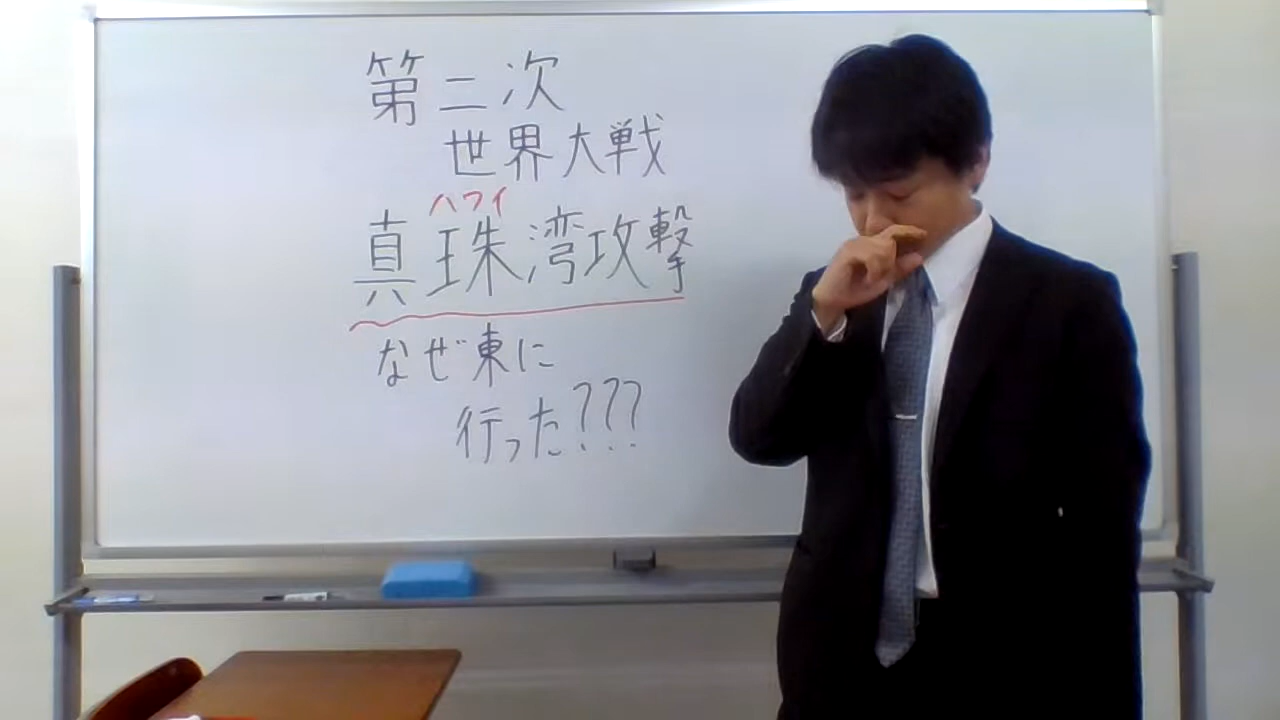 第二次
世界大戦
ハワイ
真珠湾攻撃
なぜ東に
行った???